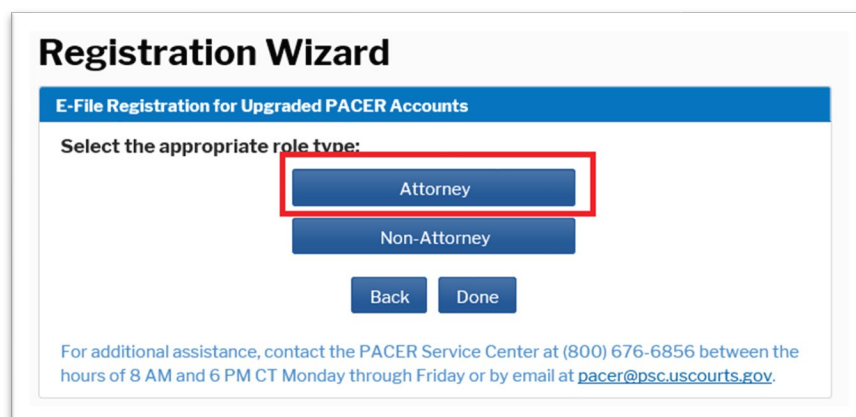 Registration Wizard
E-File Registration for Upgraded PACER Accounts
Select the appropriate role type:
Attorney
Non-Attorney
Back Done
For additional assistance, contact the PACER Service Center at (800) 676-6856 between the
hours of 8 AM and 6 PM CT Monday through Friday or by email at pacer@psc.uscourts.gov.